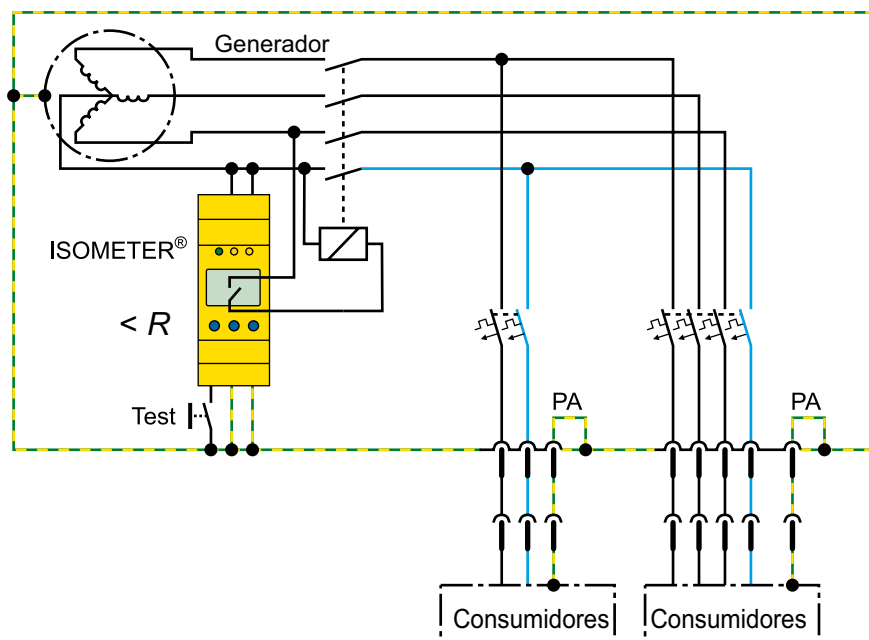 Generador
ISOMETER®
< R
Test
PA
PA
Consumidores
Consumidores